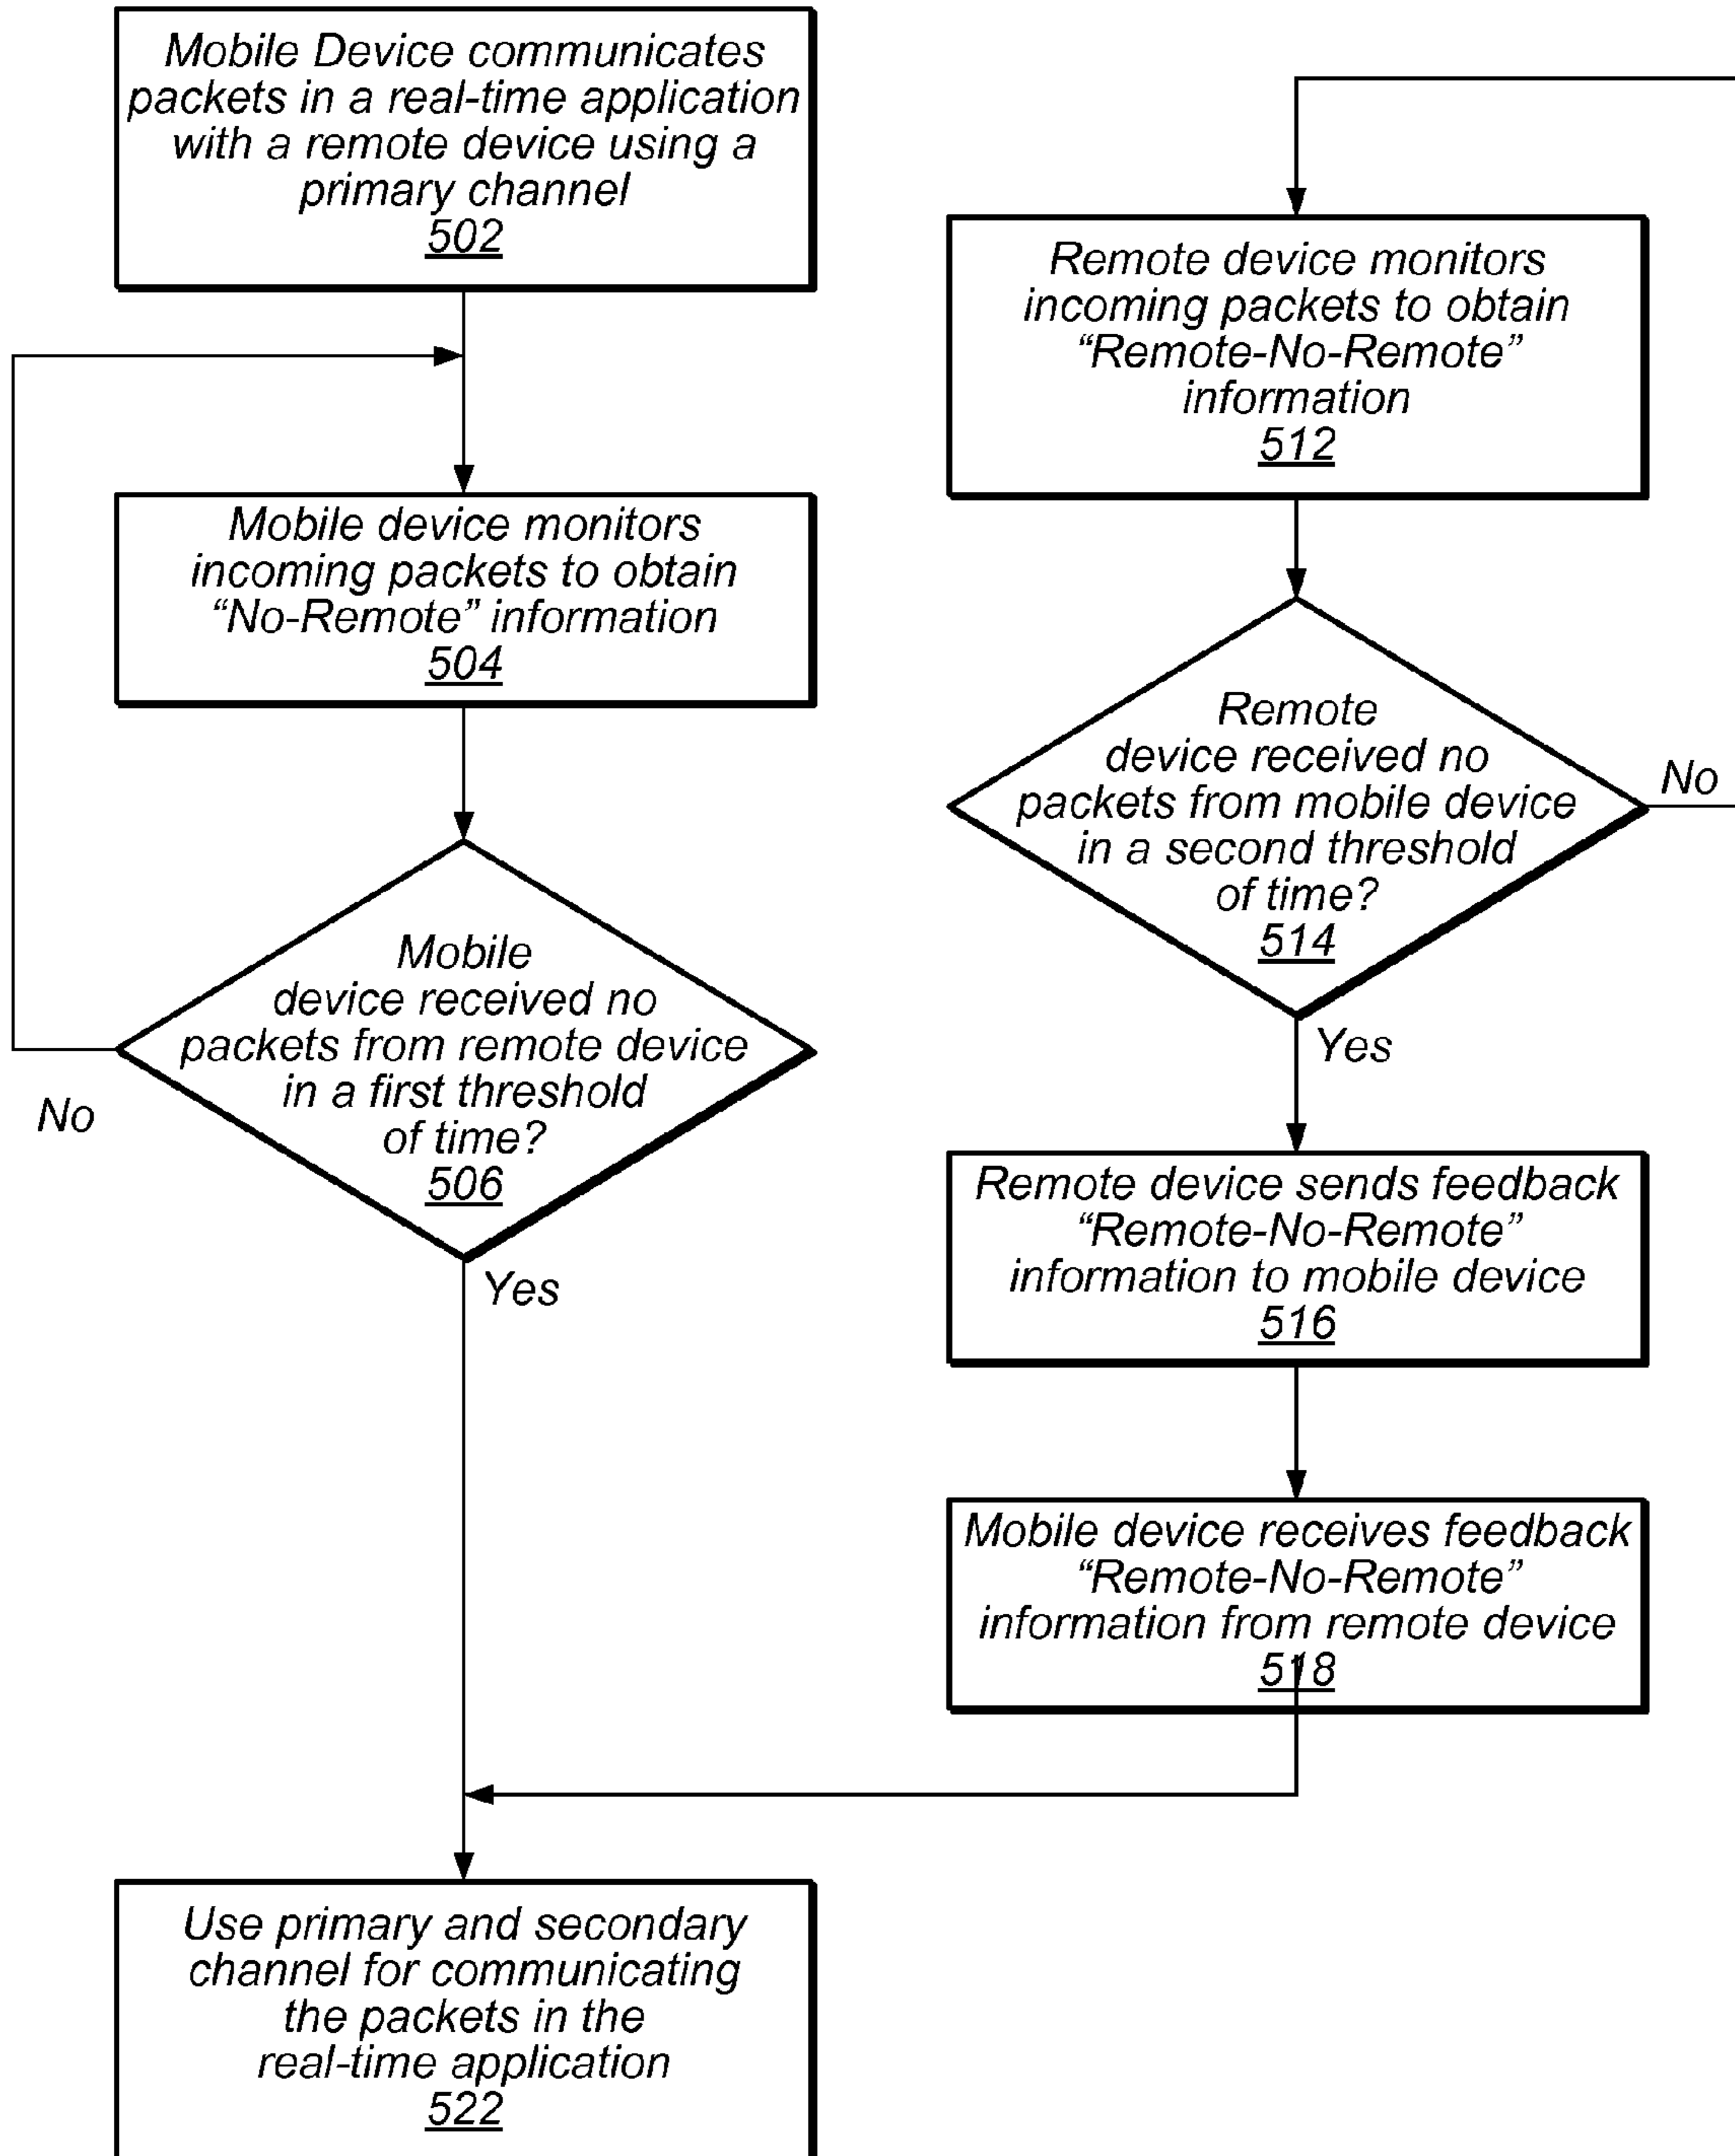 Mobile Device communicates
packets in a real-time application
with a remote device using a
primary channel
502
Mobile device monitors
incoming packets to obtain
“No-Remote” information
504
Mobile
device received no
packets from remote device
in a first threshold
of time?
506
No
Yes
Remote device monitors
incoming packets to obtain
“Remote-No-Remote”
information
512
Remote
device received no
packets from mobile device
in a second threshold
of time?
514
No
Yes
Remote device sends feedback
“Remote-No-Remote”
information to mobile device
516
Mobile device receives feedback
“Remote-No-Remote”
information from remote device
518
Use primary and secondary
channel for communicating
the packets in the
real-time application
522